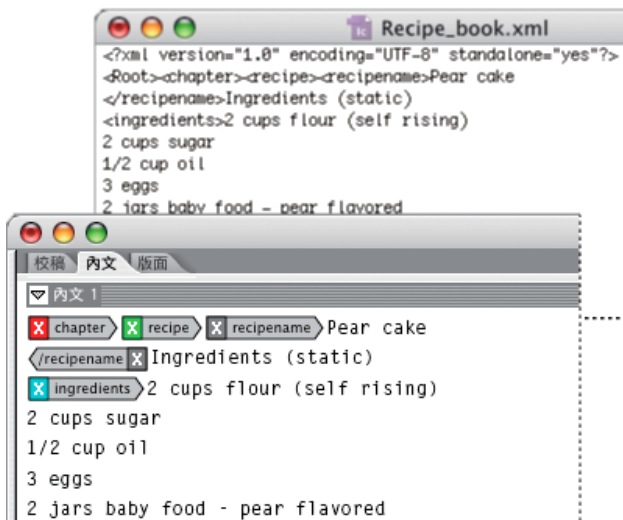 Recipe_book.xml
<?xml version="1.0" encoding="UTF-8" standalone="yes"?>
<Root><chapter><recipe><recipename>Pear cake
</recipename>Ingredients (static)
<ingredients>2 cups flour (self rising)
2 cups sugar
1/2 cup oil
3 eggs
2 jars baby food – pear flavored
校稿 內文 版面
內文 1
chapter recipe recipename Pear cake
/recipename Ingredients (static)
ingredients 2 cups flour (self rising)
2 cups sugar
1/2 cup oil
3 eggs
2 jars baby food - pear flavored